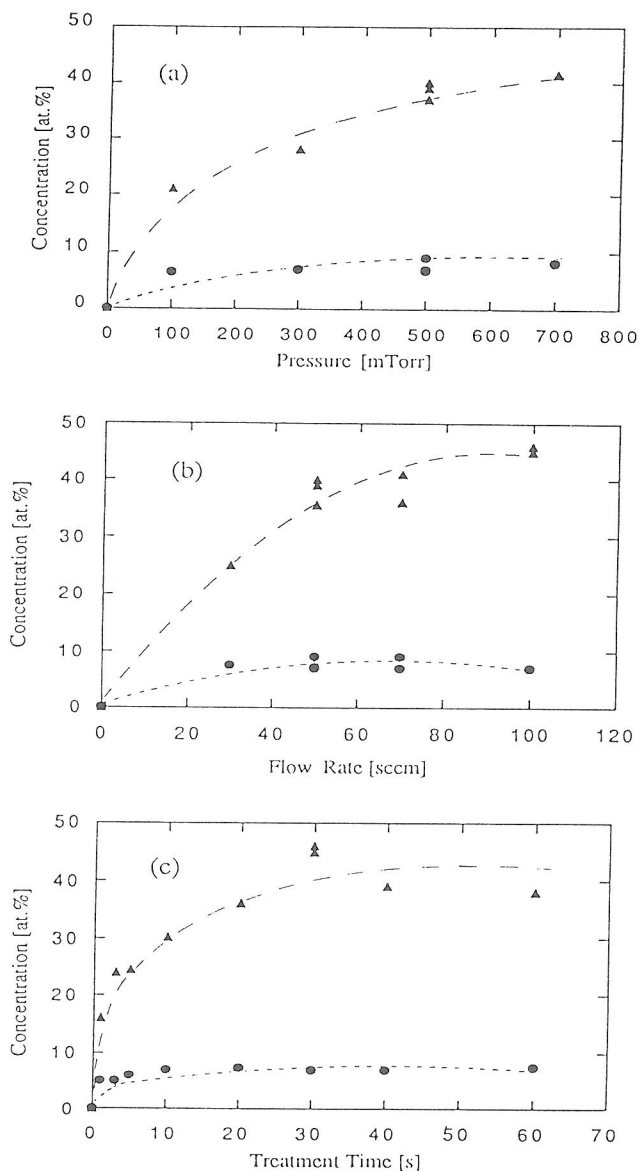 50
40
30
20
10
0
Concentration [at.%]
(a)
0 100 200 300 400 500 600 700 800
Pressure [mTorr]
50
40
30
20
10
0
Concentration [at.%]
(b)
0 20 40 60 80 100 120
Flow Rate [sccm]
50
40
30
20
10
0
Concentration [at.%]
(c)
0 10 20 30 40 50 60 70
Treatment Time [s]